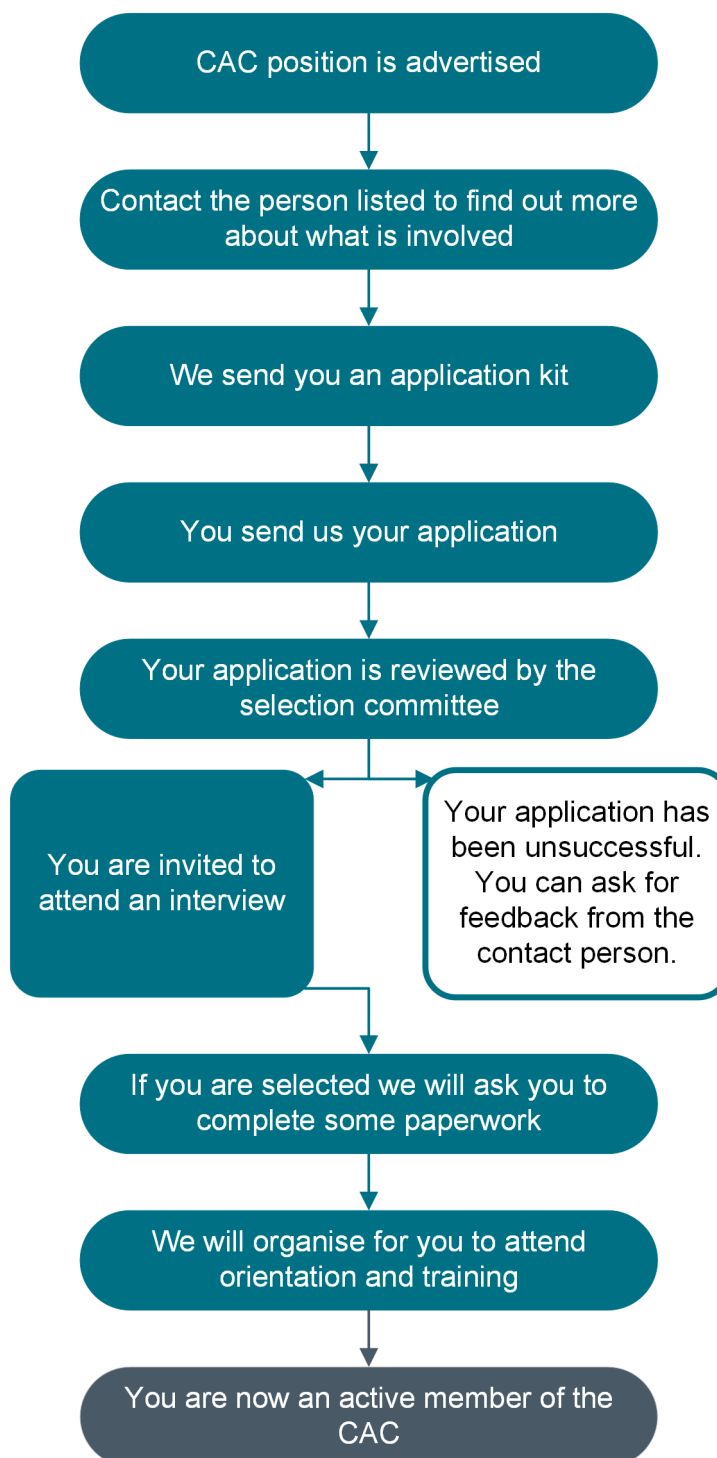 CAC position is advertised
Contact the person listed to find out more
about what is involved
We send you an application kit
You send us your application
Your application is reviewed by the
selection committee
You are invited to
attend an interview
Your application has
been unsuccessful.
You can ask for
feedback from the
contact person.
If you are selected we will ask you to
complete some paperwork
We will organise for you to attend
orientation and training
You are now an active member of the
CAC